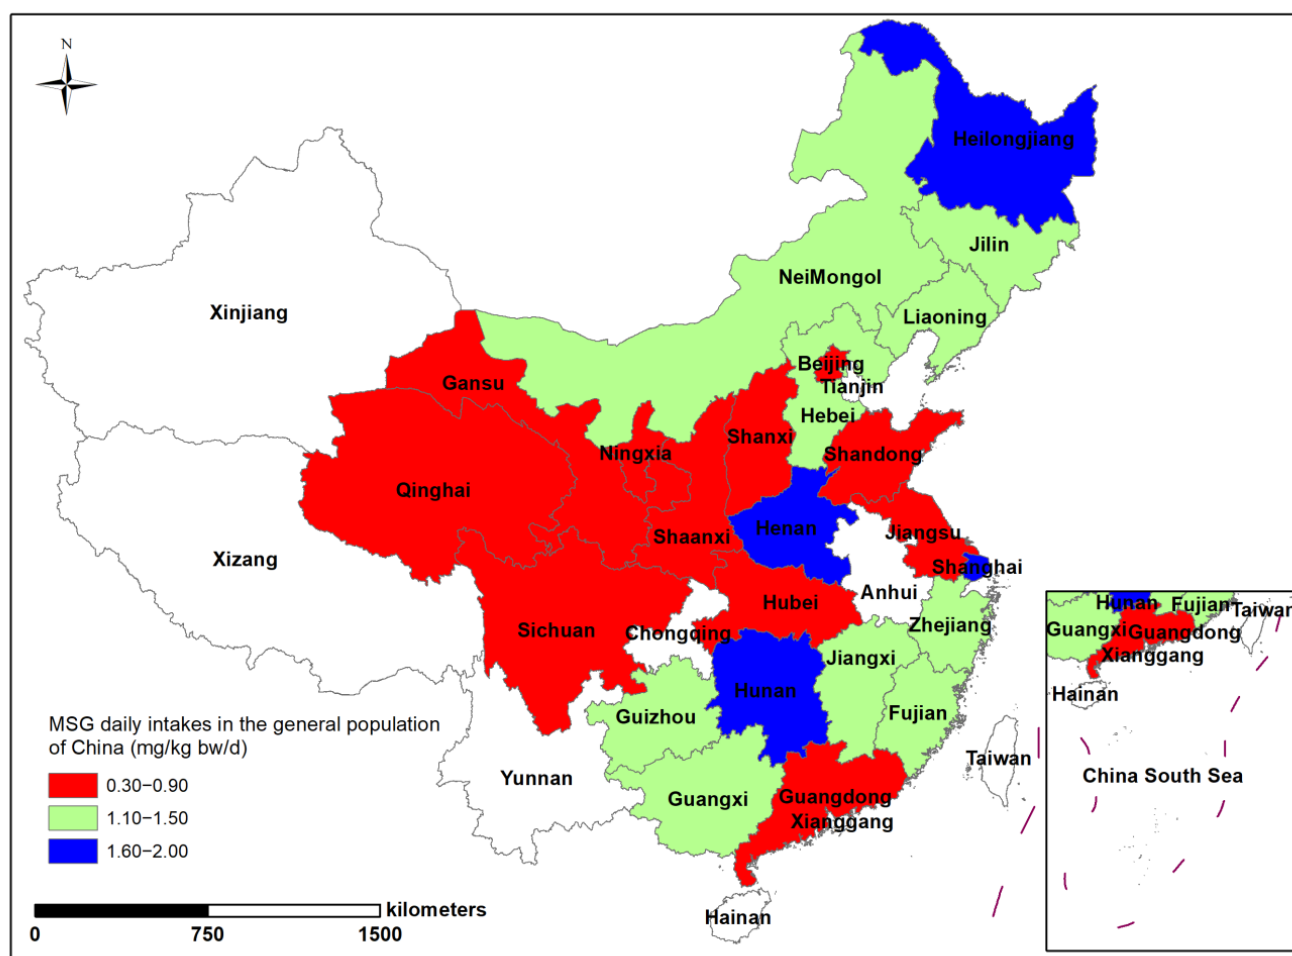 N
Heilongjiang
Jilin
NeiMongol
Liaoning
Xinjiang
Beijing
Tianjin
Gansu
Hebei
Shanxi
Ningxia
Shandong
Qinghai
Henan
Jiangsu
Shaanxi
Xizang
Shanghai
Anhui
Hubei
Zhejiang
Sichuan
Chongqing
Jiangxi
Hunan
Guizhou
Fujian
Yunnan
Taiwan
Guangxi
Guangdong
Xianggang
Hainan
MSG daily intakes in the general population
of China (mg/kg bw/d)
0.30−0.90
1.10−1.50
1.60−2.00
kilometers
0 750 1500
Hunan
Fujian
Taiwan
Guangxi
Guangdong
Xianggang
Hainan
China South Sea